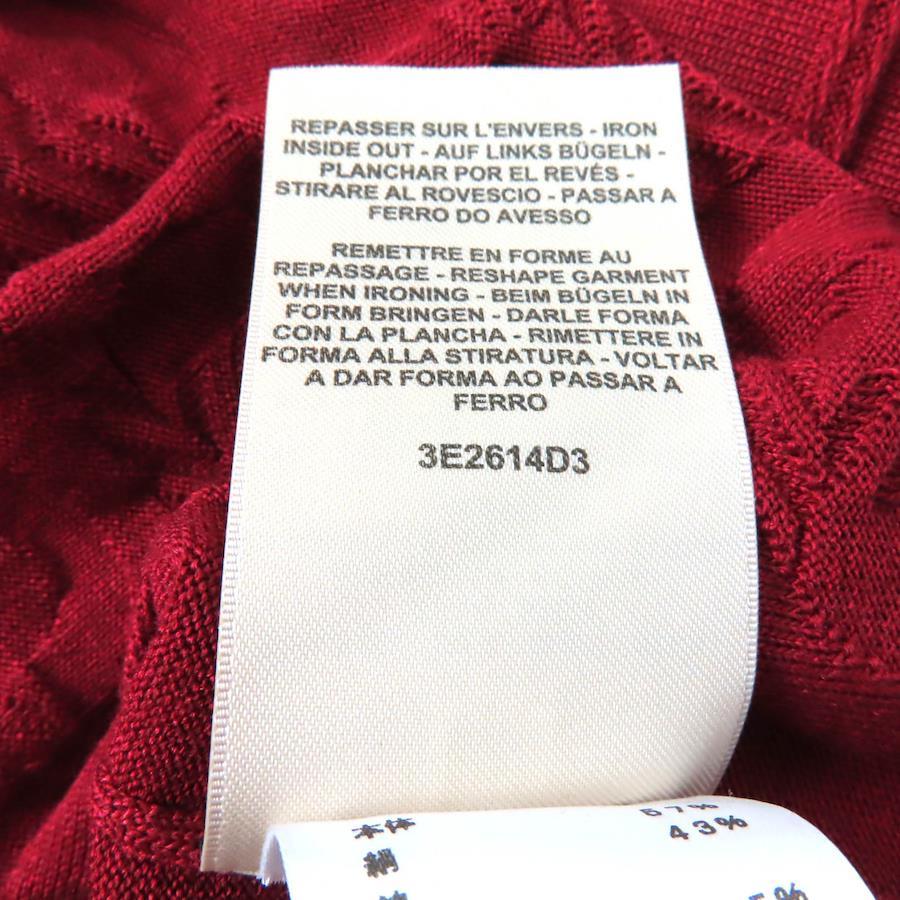 REPASSER SUR L'ENVERS - IRON
INSIDE OUT - AUF LINKS BÜGELN -
PLANCHAR POR EL REVÉS -
STIRARE AL ROVESCIO - PASSAR A
FERRO DO AVESSO
REMETTRE EN FORME AU
REPASSAGE - RESHAPE GARMENT
WHEN IRONING - BEIM BÜGELN IN
FORM BRINGEN - DARLE FORMA
CON LA PLANCHA - RIMETTERE IN
FORMA ALLA STIRATURA - VOLTAR
A DAR FORMA AO PASSAR A
FERRO
3E2614D3
本体 57%
絹 43%
5%